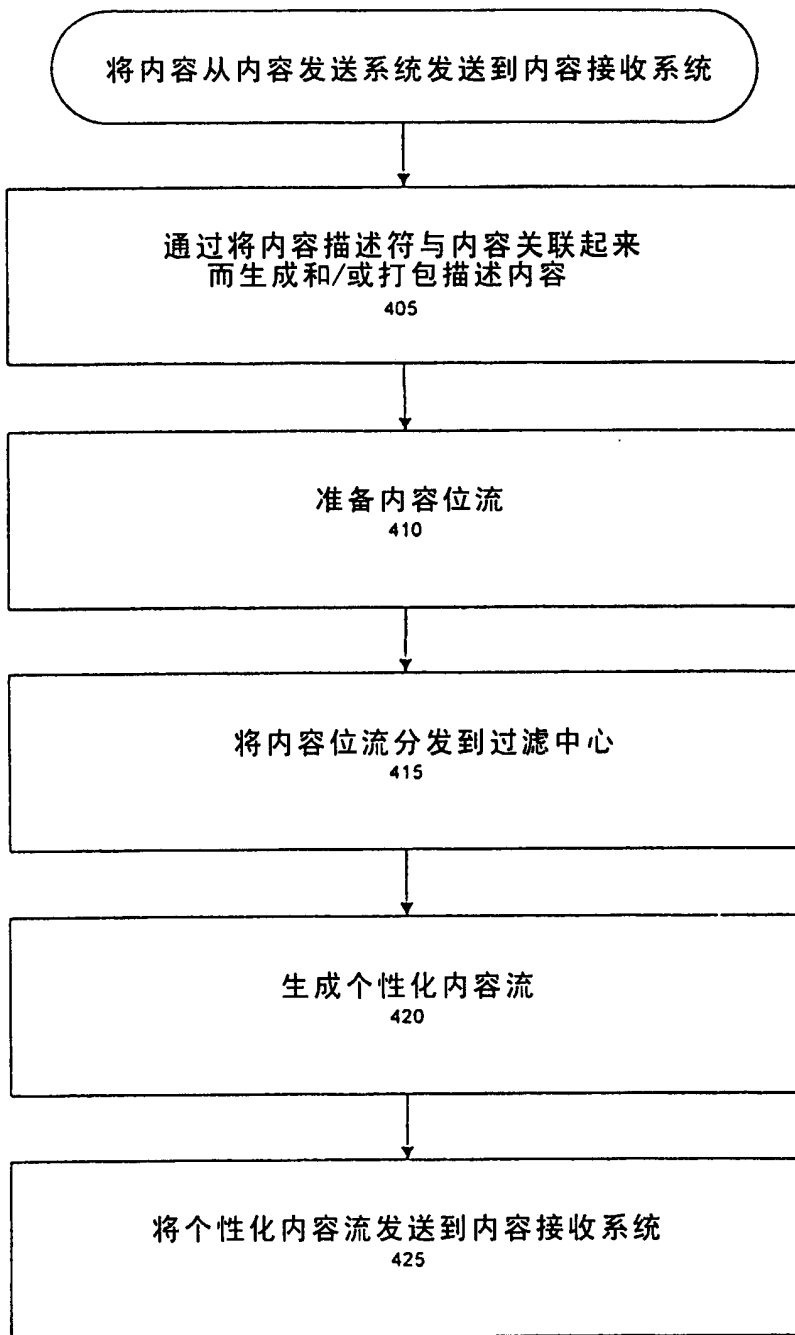 将内容从内容发送系统发送到内容接收系统
通过将内容描述符与内容关联起来
而生成和/或打包描述内容
405
准备内容位流
410
将内容位流分发到过滤中心
415
生成个性化内容流
420
将个性化内容流发送到内容接收系统
425